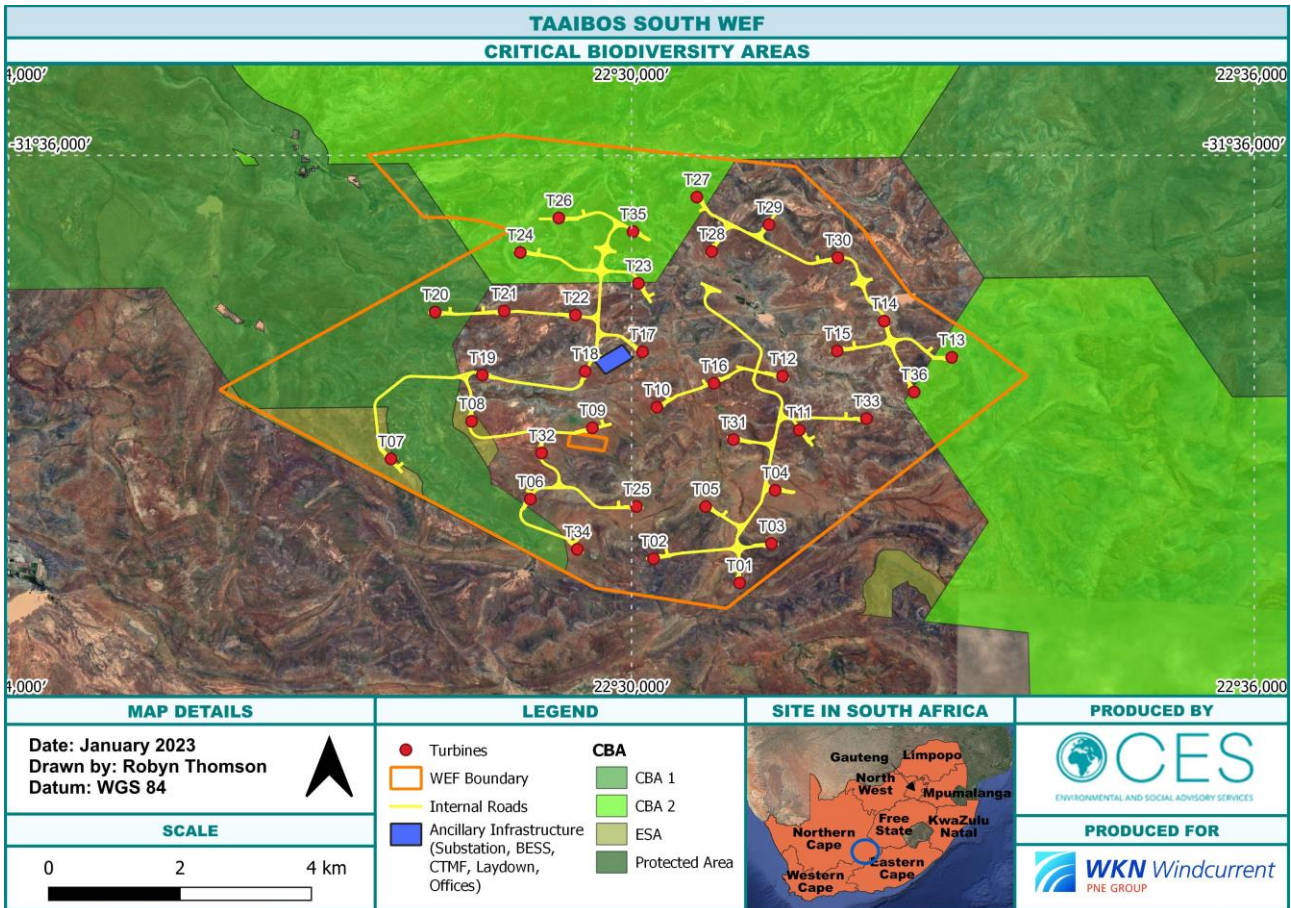 TAAIBOS SOUTH WEF
CRITICAL BIODIVERSITY AREAS
4,000'
22°30,000'
22°36,000'
-31°36,000'
-31°36,000'
T27
T26
T35
T29
T24
T28
T30
T23
T20
T21
T22
T14
T17
T15
T13
T18
T19
T16
T12
T36
T10
T08
T09
T31
T11
T33
T32
T07
T06
T25
T05
T04
T34
T02
T03
T01
4,000'
22°30,000'
22°36,000'
MAP DETAILS
Date: January 2023
Drawn by: Robyn Thomson
Datum: WGS 84
SCALE
0 2 4 km
LEGEND
Turbines
WEF Boundary
Internal Roads
Ancillary Infrastructure
(Substation, BESS,
CTMF, Laydown,
Offices)
CBA
CBA 1
CBA 2
ESA
Protected Area
SITE IN SOUTH AFRICA
Limpopo
Gauteng
North
West
Mpumalanga
Free
State
KwaZulu
Natal
Northern
Cape
Eastern
Cape
Western
Cape
PRODUCED BY
CES
ENVIRONMENTAL AND SOCIAL ADVISORY SERVICES
PRODUCED FOR
WKN Windcurrent
PNE GROUP